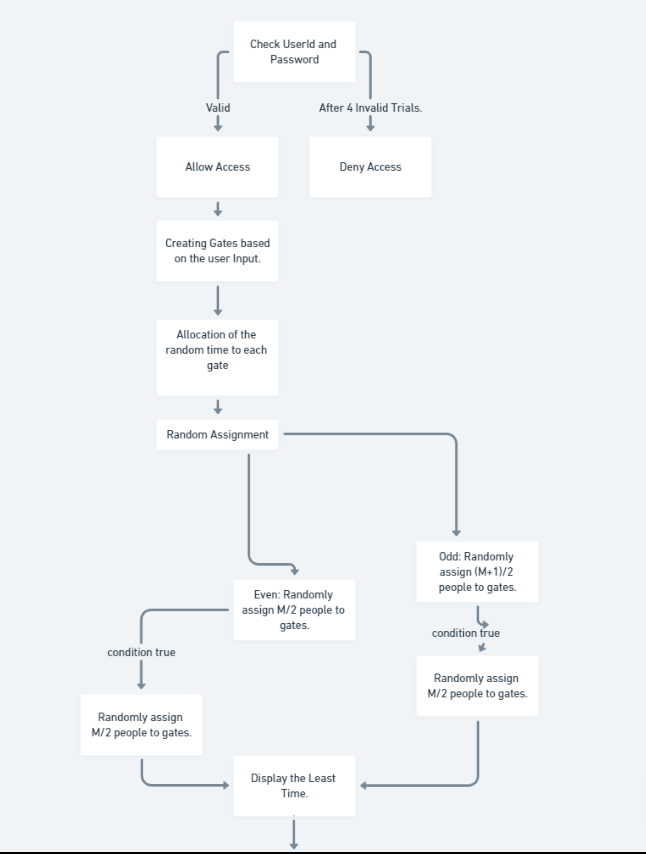 Check UserId and
Password
Valid
After 4 Invalid Trials.
Allow Access
Deny Access
Creating Gates based
on the user Input.
Allocation of the
random time to each
gate
Random Assignment
Odd: Randomly
assign (M+1)/2
people to gates.
Even: Randomly
assign M/2 people to
gates.
condition true
condition true
Randomly assign
M/2 people to gates.
Randomly assign
M/2 people to gates.
Display the Least
Time.